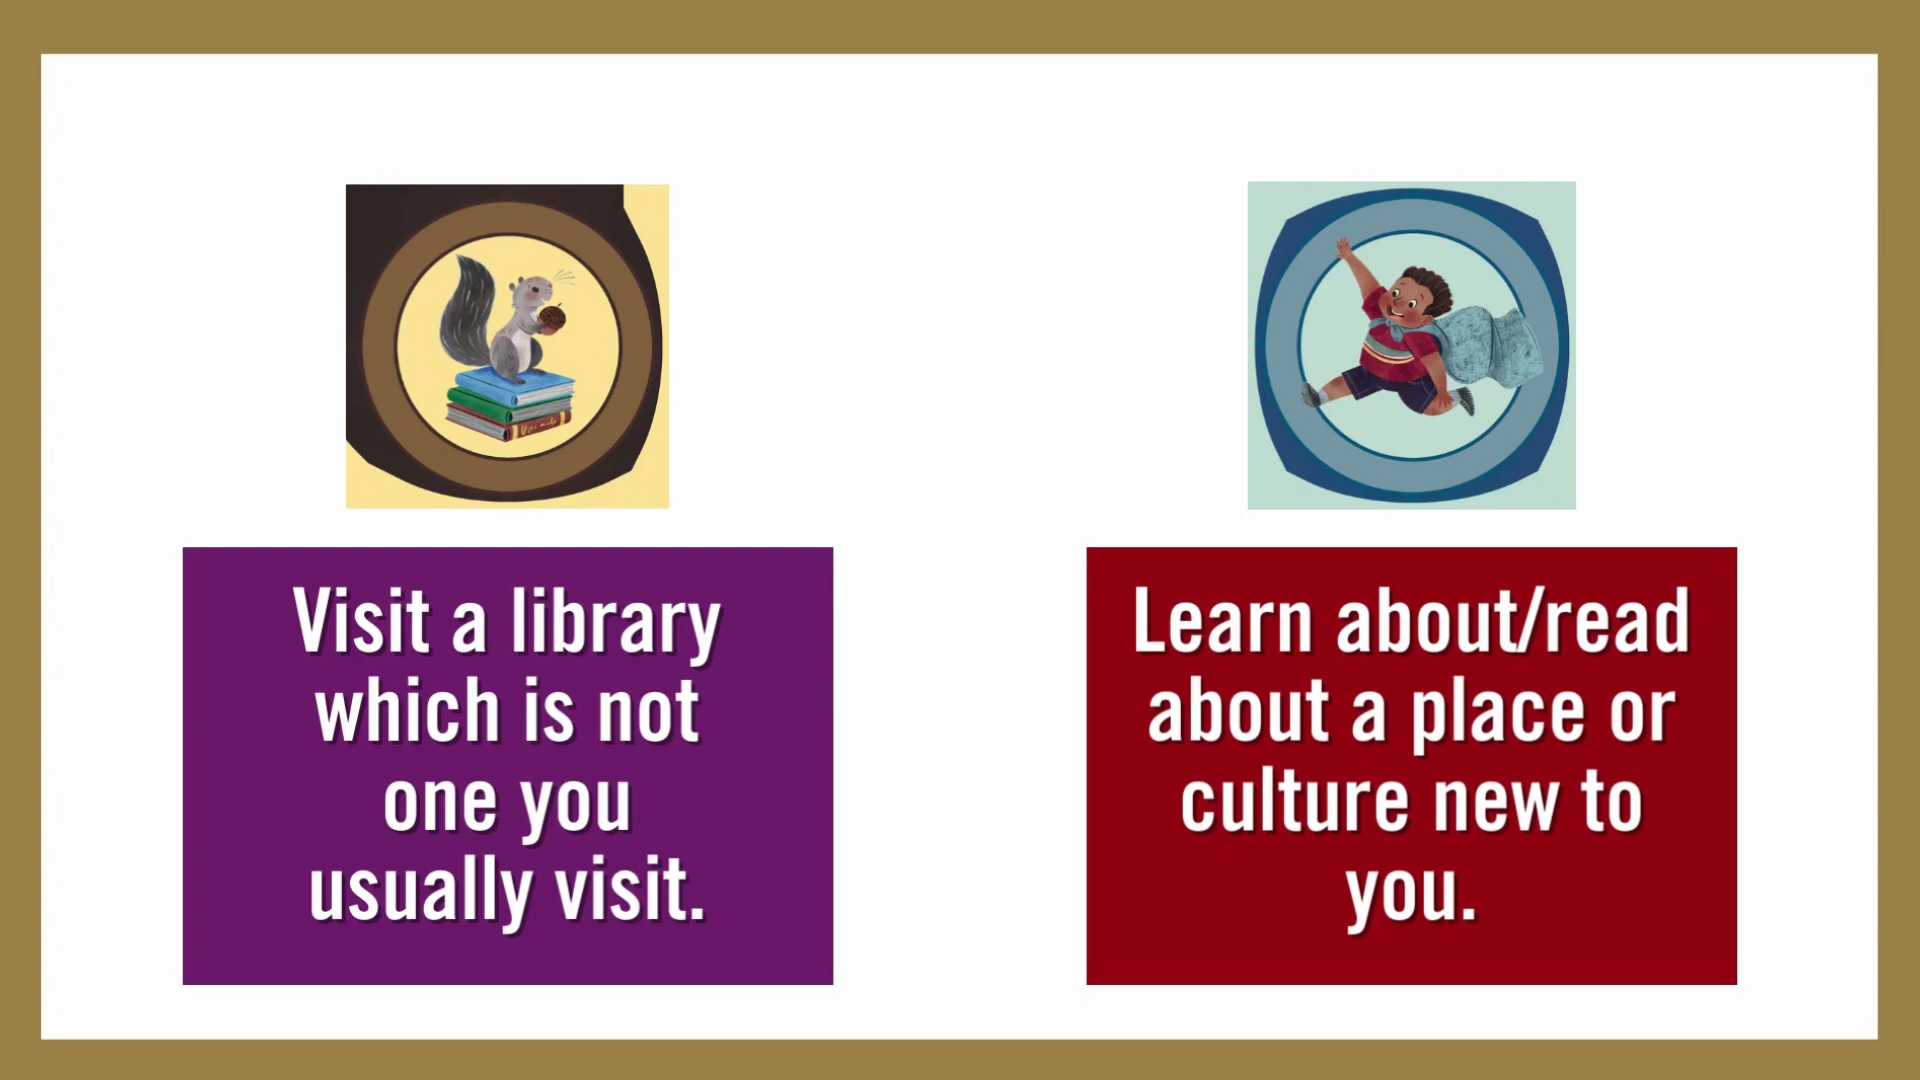 Visit a library
which is not
one you
usually visit.
Learn about/read
about a place or
culture new to
you.